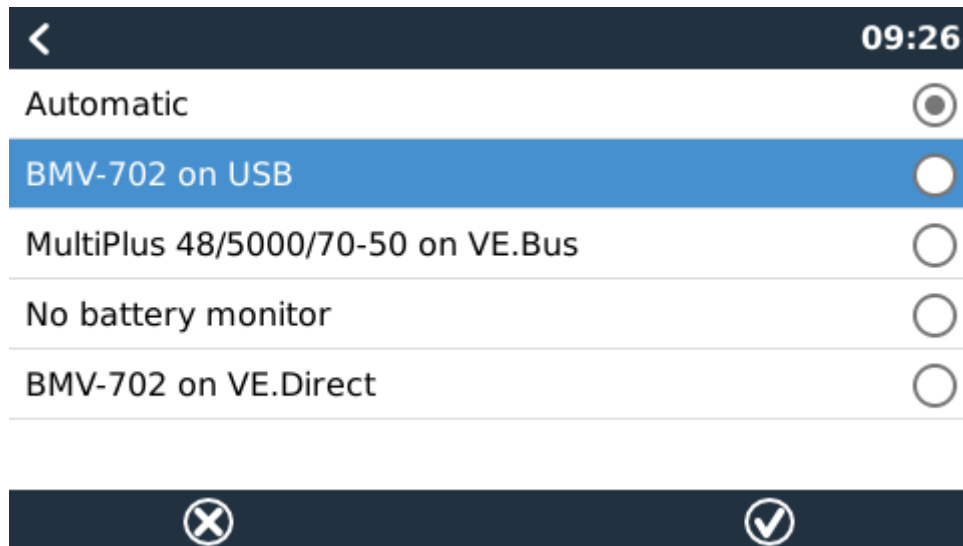 09:26
Automatic
BMV-702 on USB
MultiPlus 48/5000/70-50 on VE.Bus
No battery monitor
BMV-702 on VE.Direct